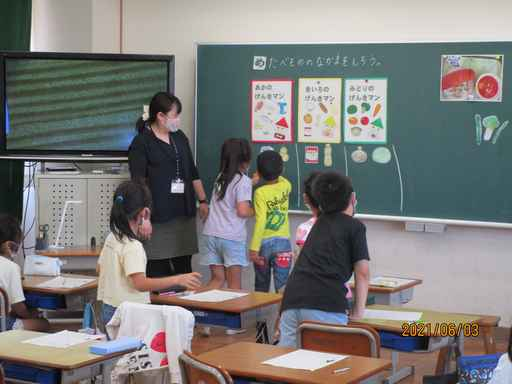 め たべもののなかまをしろう。
あかの
げんきマン
きいろの
げんきマン
みどりの
げんきマン
2021/06/03